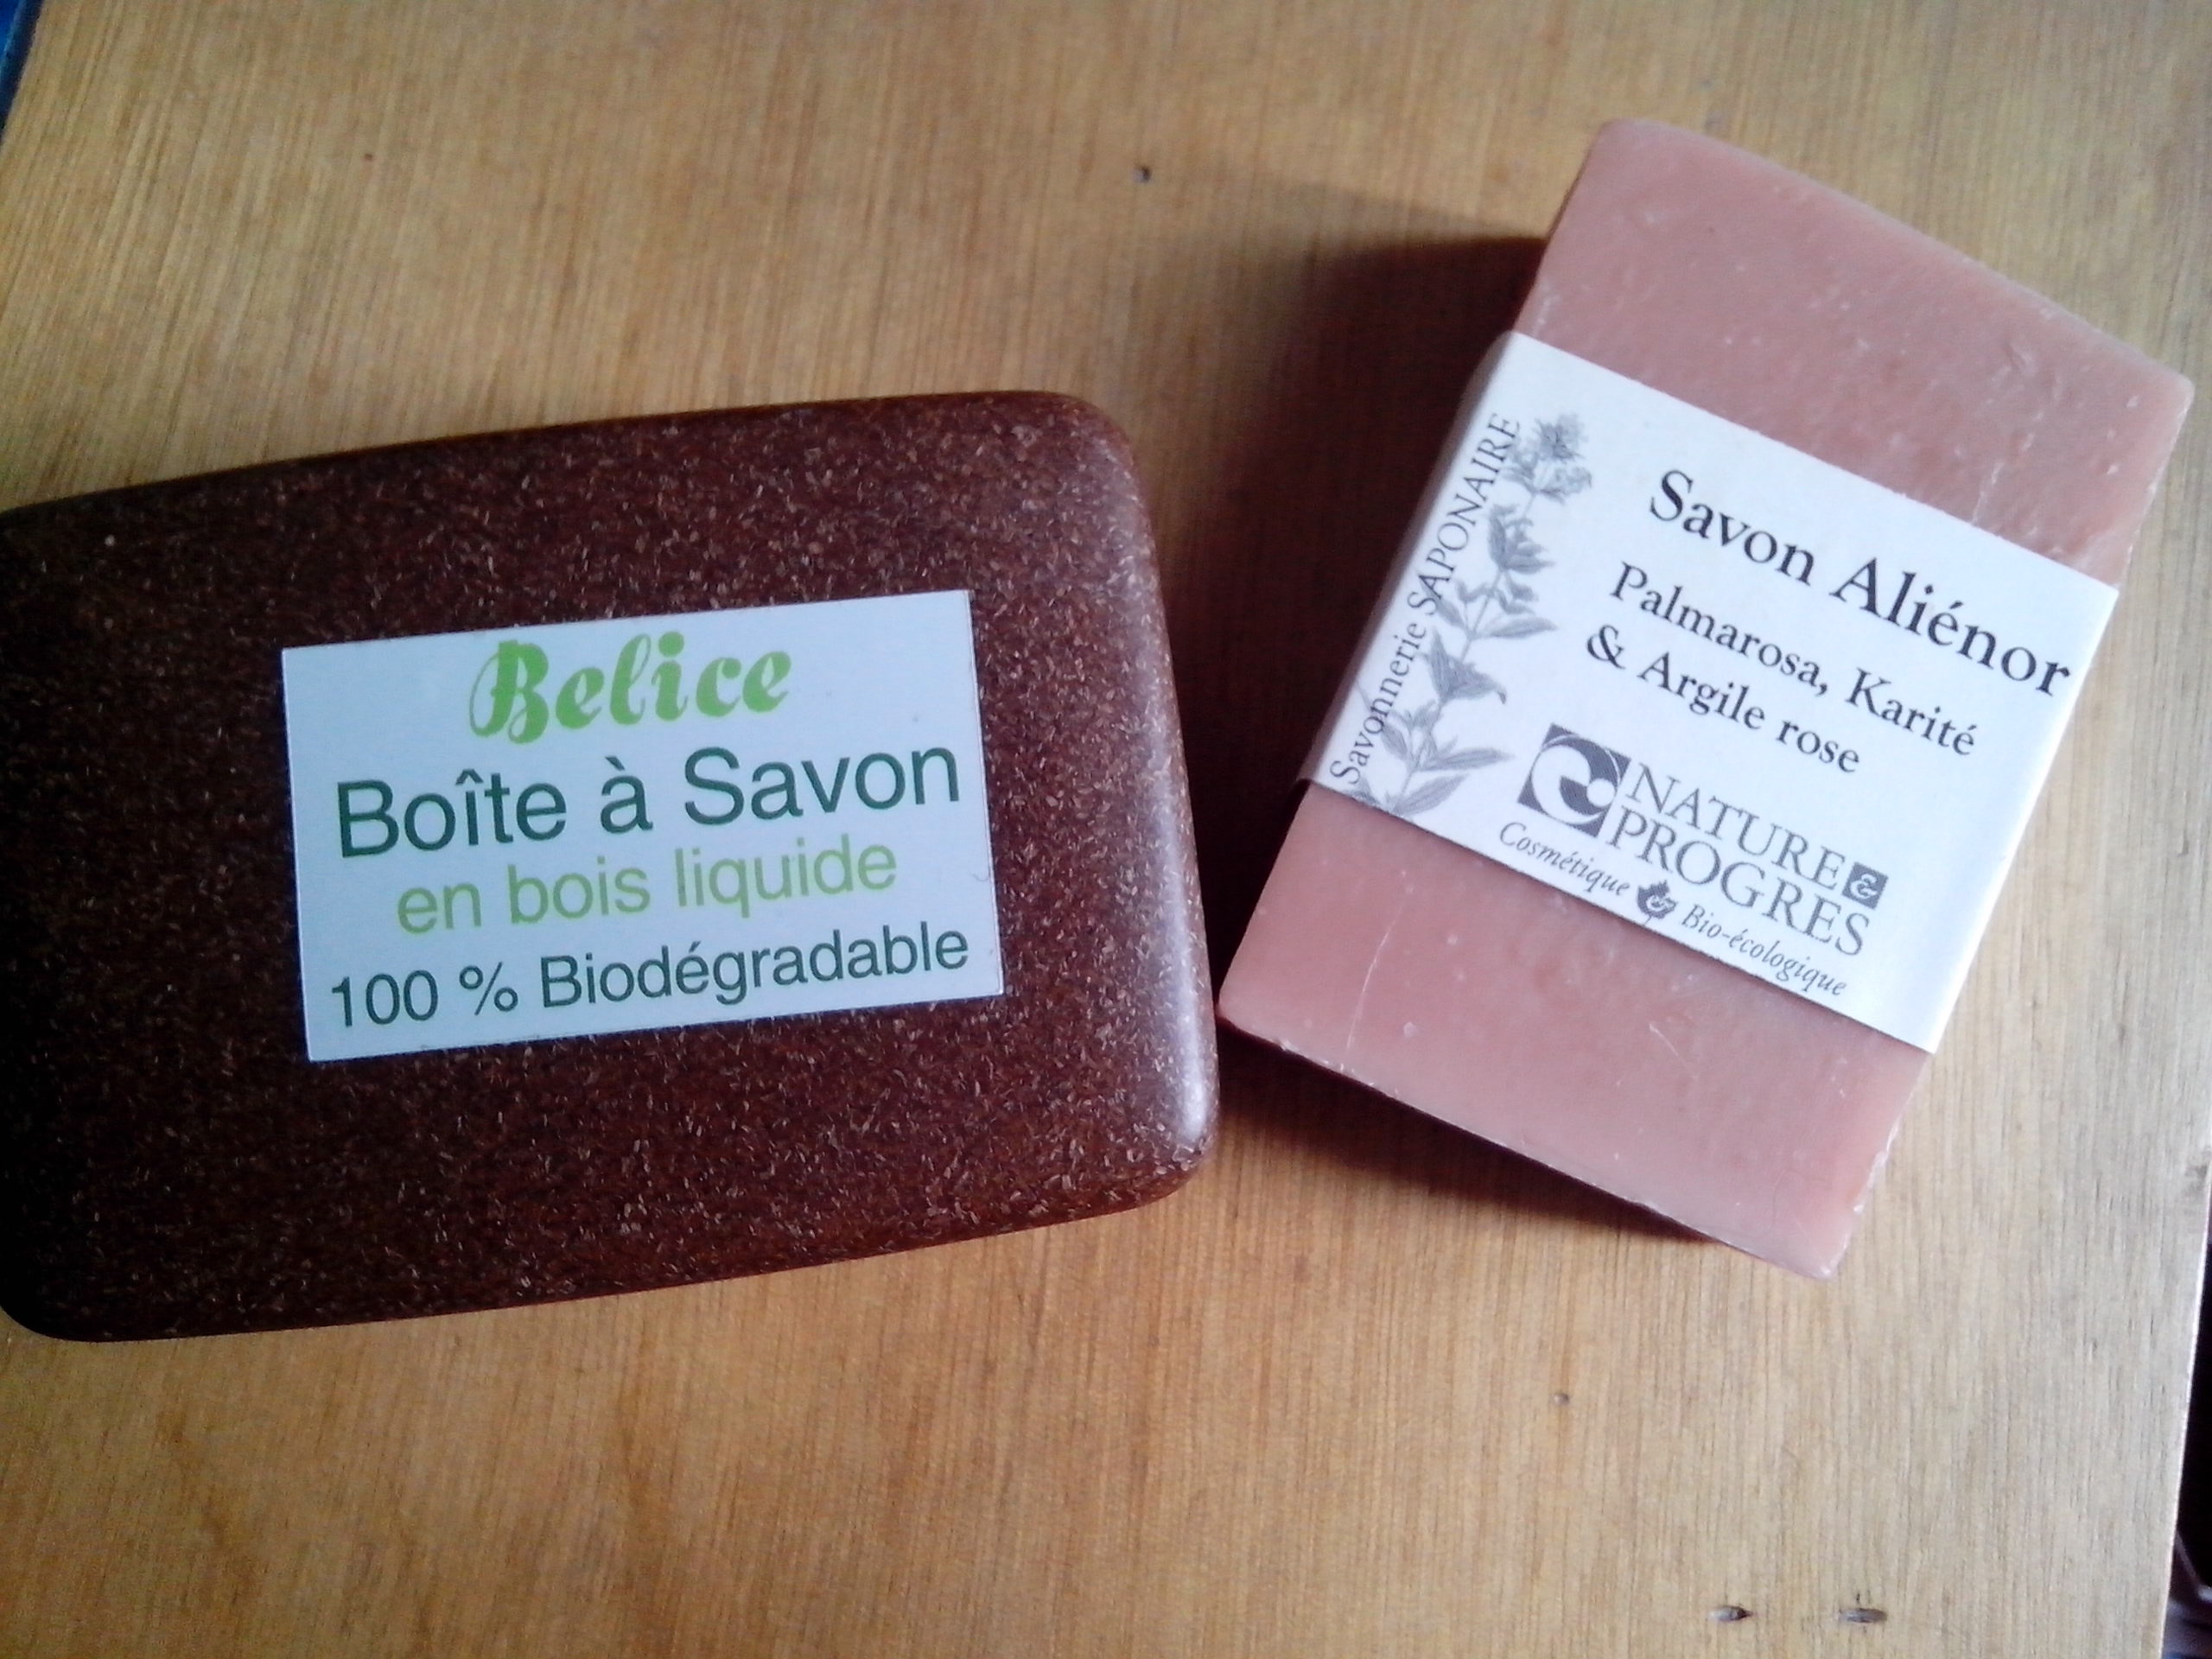 Belice
Boîte à Savon
en bois liquide
100 % Biodégradable
Savonnerie SAPONAIRE
Savon Aliénor
Palmarosa, Karité
& Argile rose
NATURE &
PROGRES
Cosmétique Bio-écologique